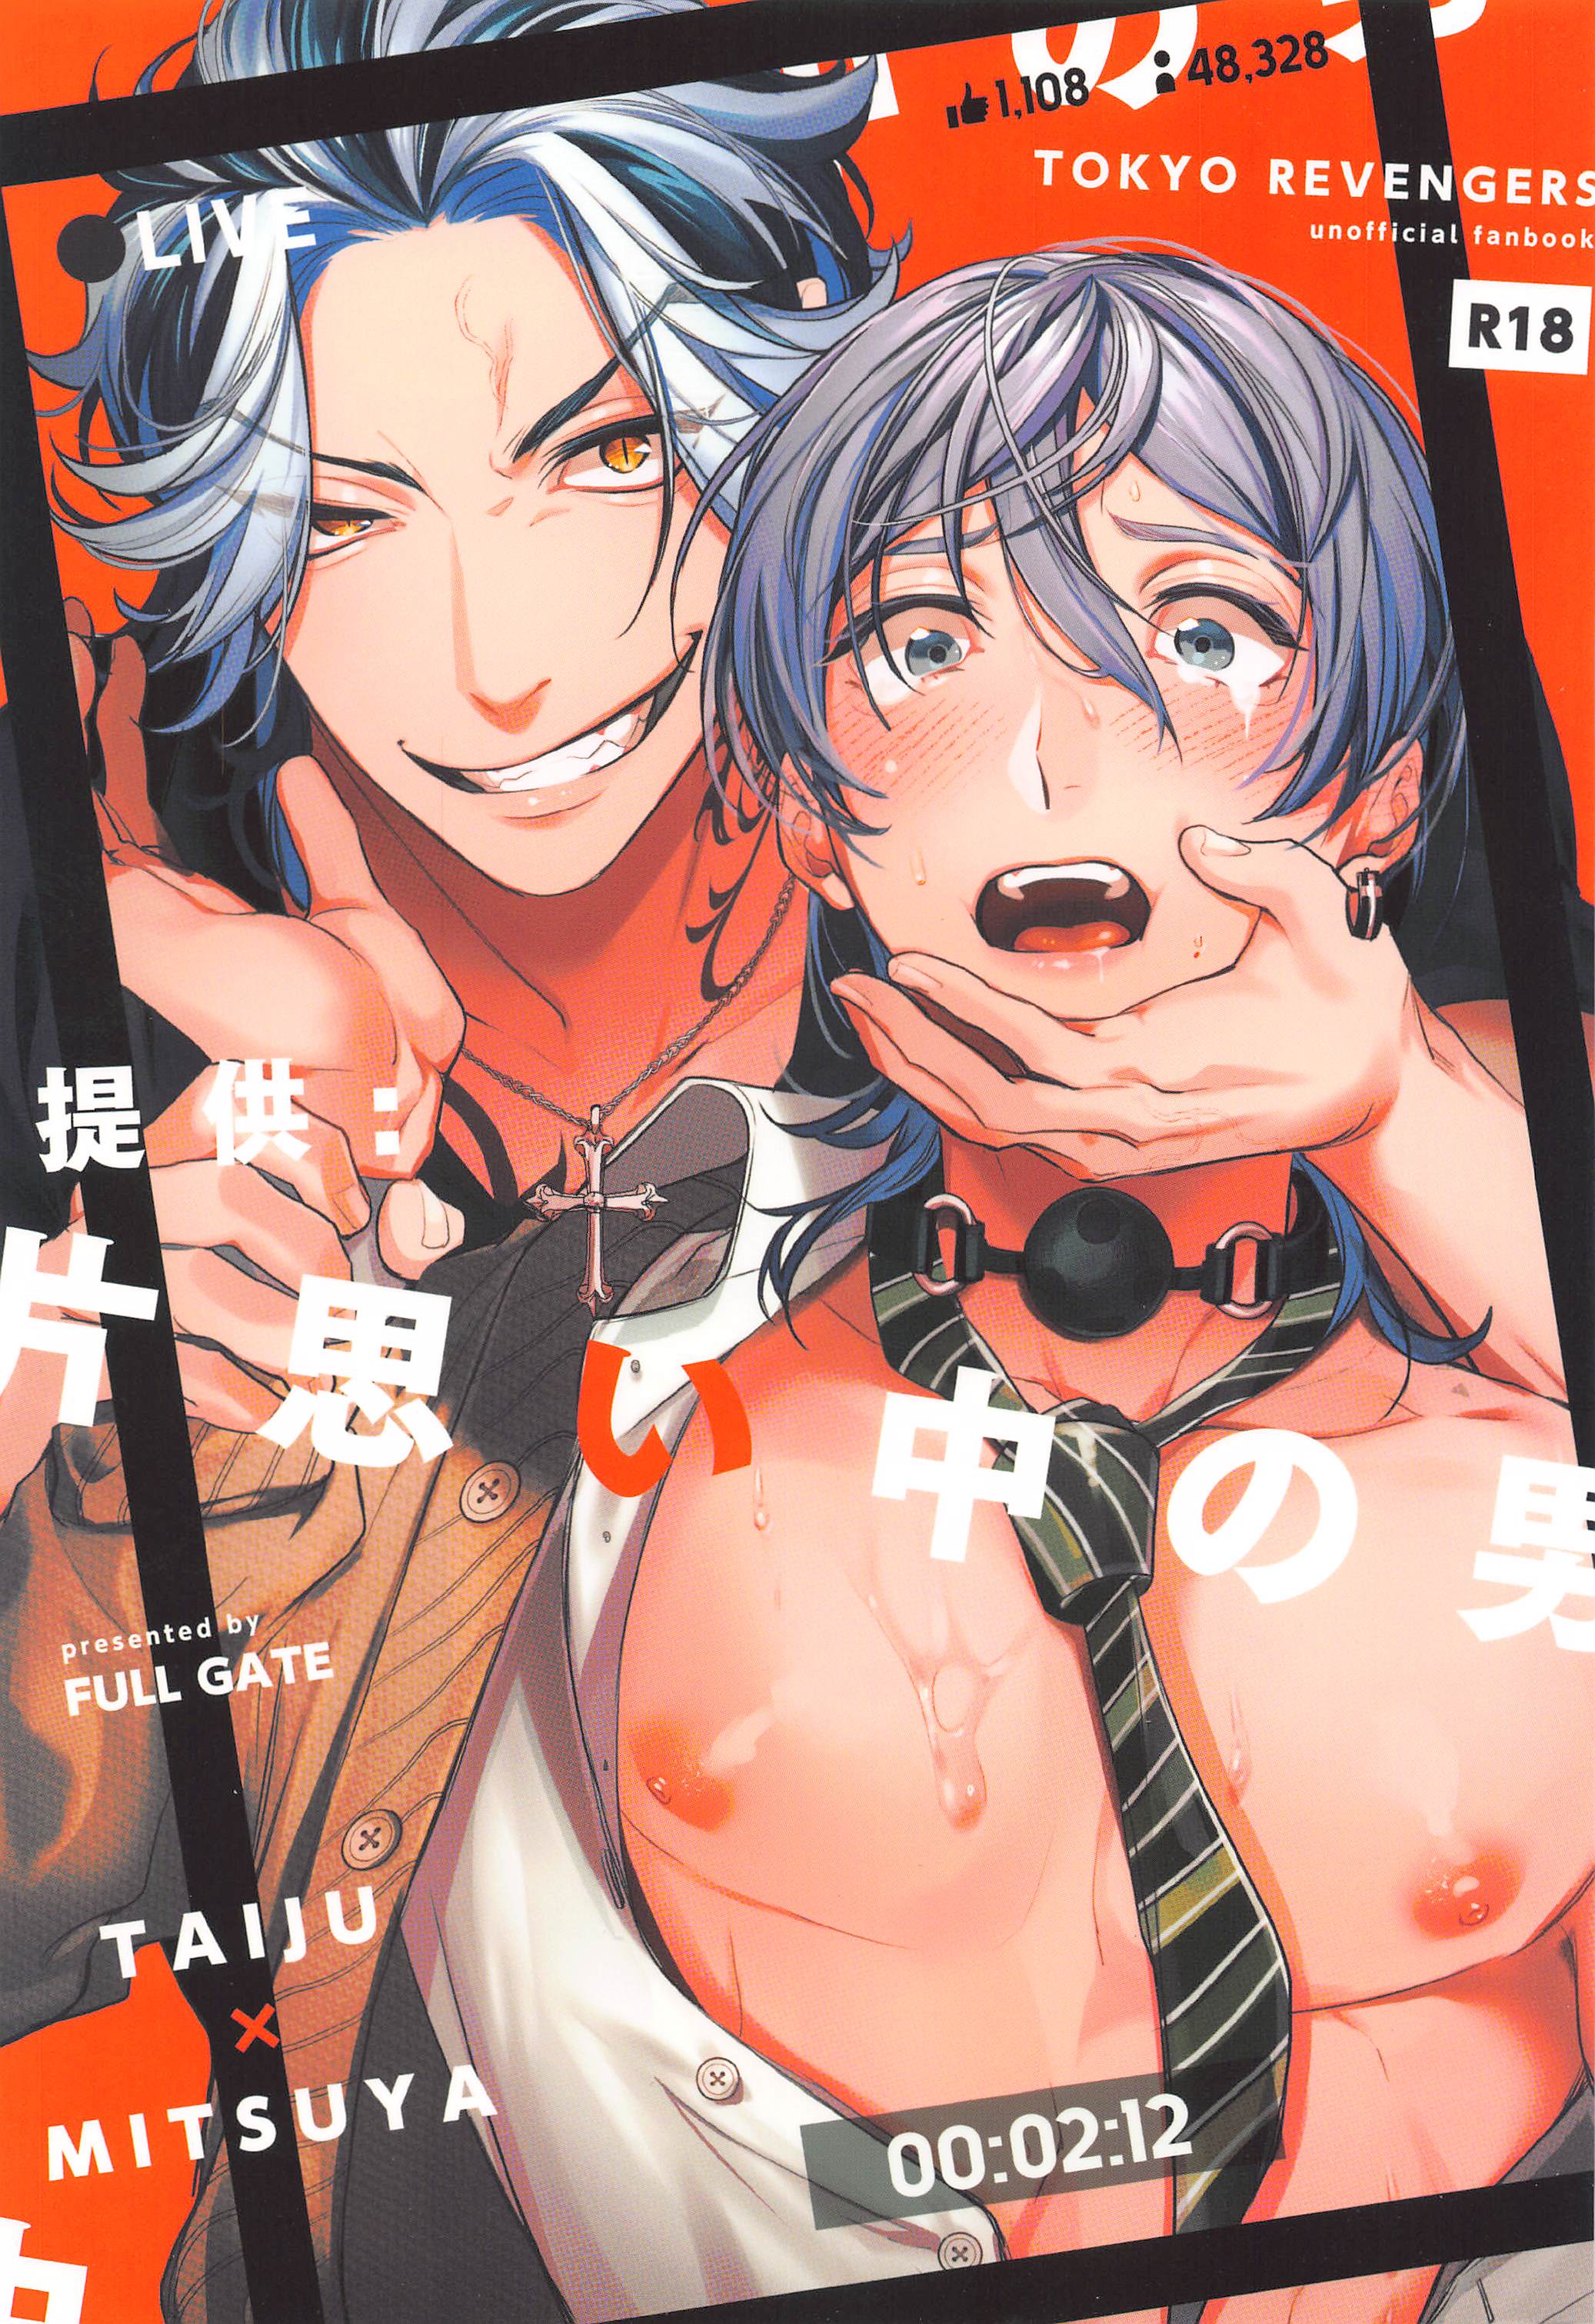 1,108 48,328
TOKYO REVENGERS
unofficial fanbook
R18
LIVE
提供:
片思い中の男
presented by
FULL GATE
TAIJU
×
MITSUYA
00:02:12